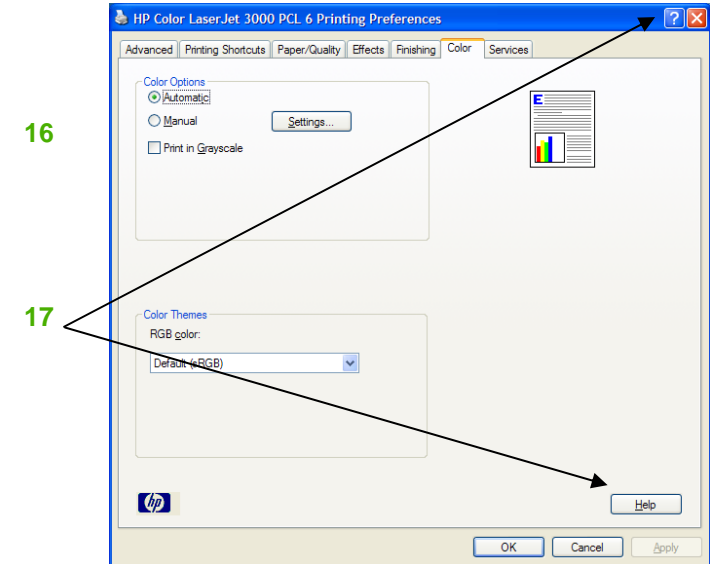 HP Color LaserJet 3000 PCL 6 Printing Preferences ?
Advanced Printing Shortcuts Paper/Quality Effects Finishing Color Services
Color Options
Automatic
Manual Settings...
Print in Grayscale
E
16
17
Color Themes
RGB color:
Default (sRGB)
hp
Help
OK Cancel Apply